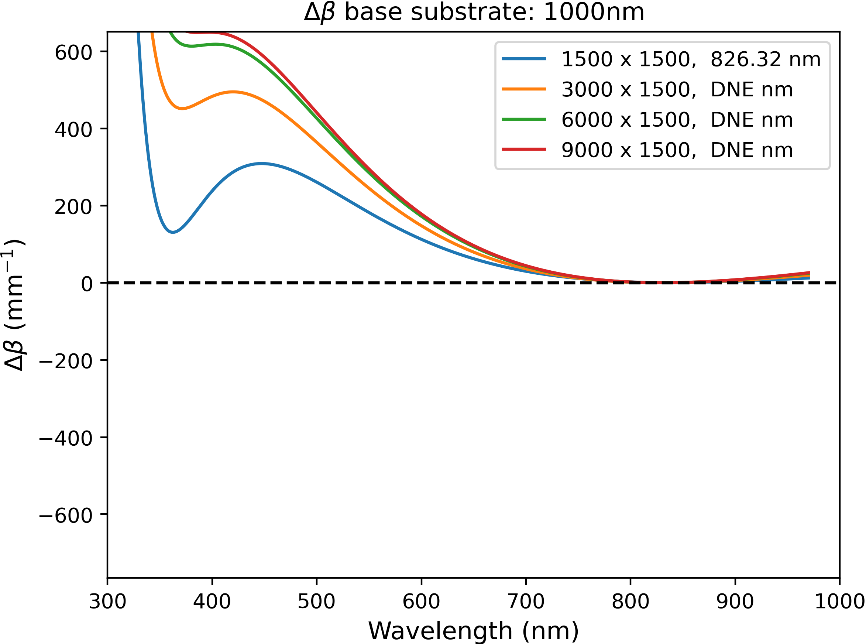 Δβ base substrate: 1000nm
1500 x 1500,  826.32 nm
3000 x 1500,  DNE nm
6000 x 1500,  DNE nm
9000 x 1500,  DNE nm
Δβ (mm⁻¹)
600
400
200
0
−200
−400
−600
300 400 500 600 700 800 900 1000
Wavelength (nm)